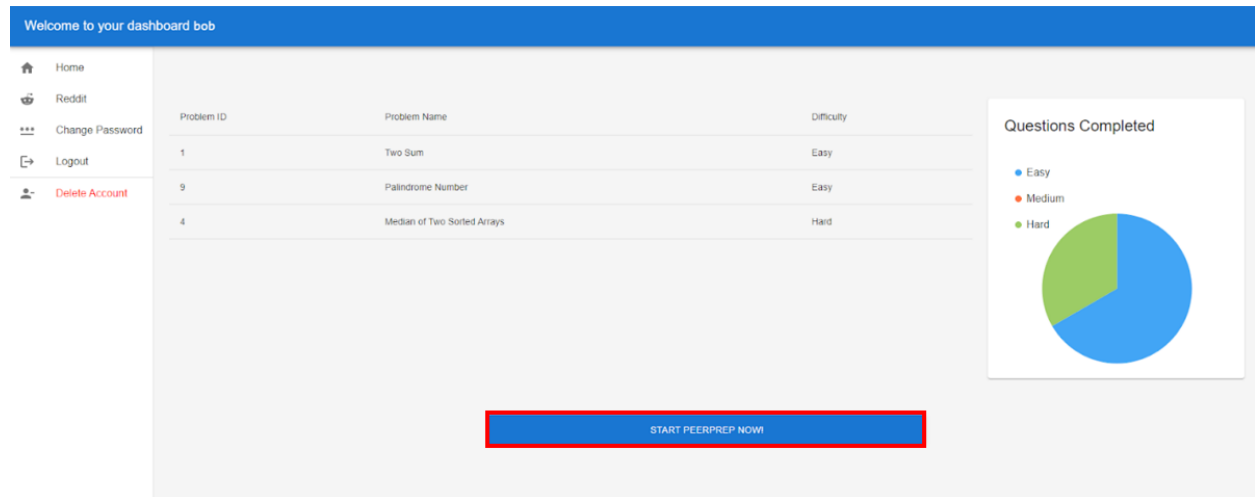 Welcome to your dashboard bob
Home
Reddit
Change Password
Logout
Delete Account
Problem ID Problem Name Difficulty
1 Two Sum Easy
9 Palindrome Number Easy
4 Median of Two Sorted Arrays Hard
Questions Completed
Easy
Medium
Hard
START PEERPREP NOW!